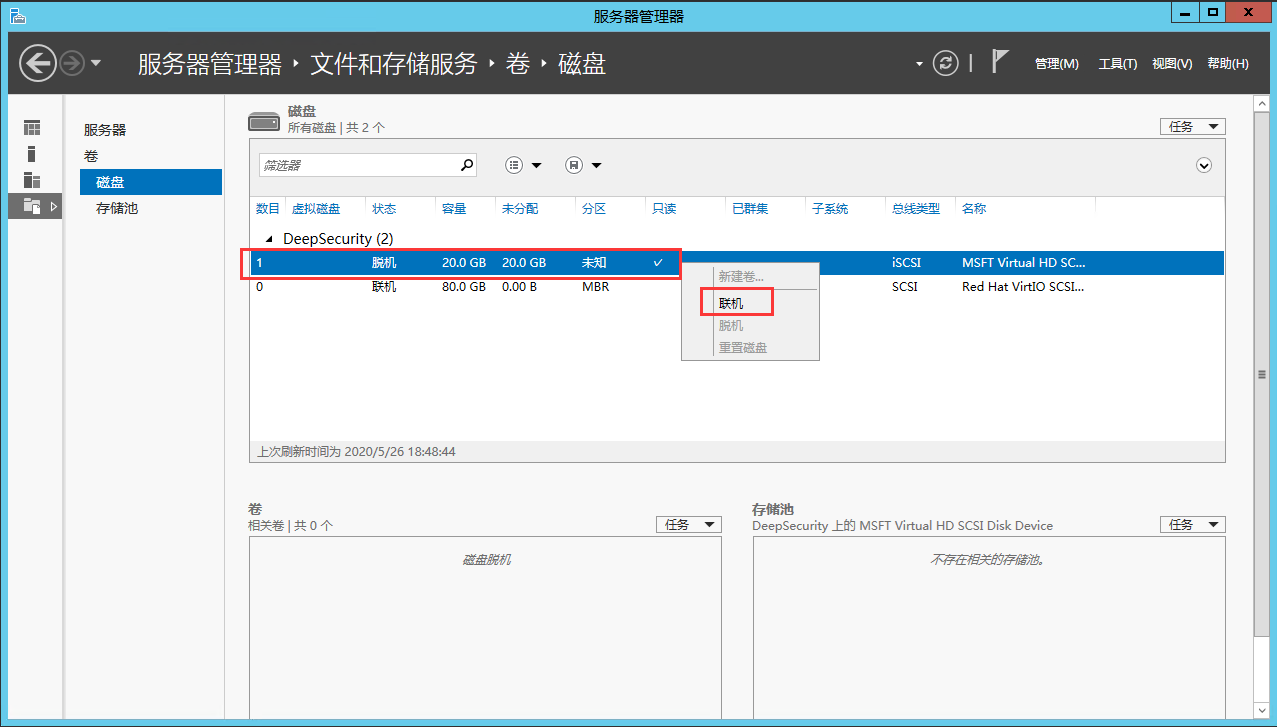 服务器管理器
服务器管理器 · 文件和存储服务 · 卷 · 磁盘
管理(M) 工具(T) 视图(V) 帮助(H)
服务器
卷
磁盘
存储池
磁盘
所有磁盘 | 共 2 个
任务
筛选器
数目 虚拟磁盘 状态 容量 未分配 分区 只读 已群集 子系统 总线类型 名称
DeepSecurity (2)
1 脱机 20.0 GB 20.0 GB 未知 ✓ iSCSI MSFT Virtual HD SC...
0 联机 80.0 GB 0.00 B MBR SCSI Red Hat VirtIO SCSI...
新建卷...
联机
脱机
重置磁盘
上次刷新时间为 2020/5/26 18:48:44
卷
相关卷 | 共 0 个
任务
磁盘脱机
存储池
DeepSecurity 上的 MSFT Virtual HD SCSI Disk Device
任务
不存在相关的存储池。